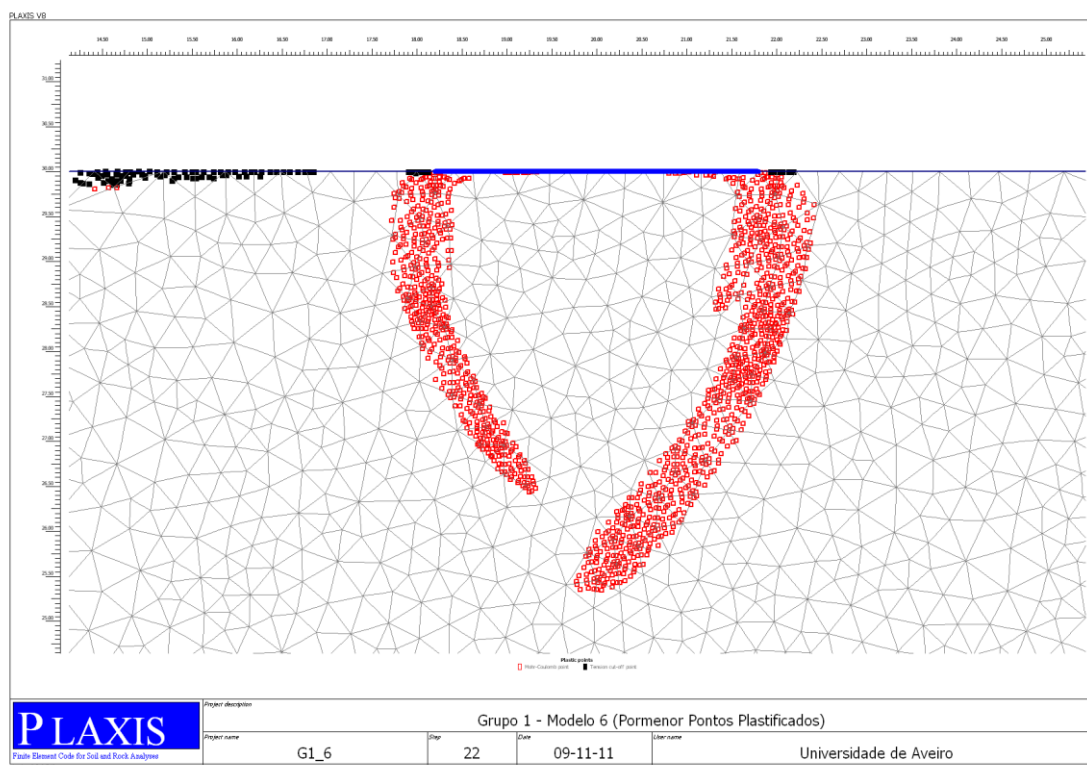 PLAXIS V8
14.50 15.00 15.50 16.00 16.50 17.00 17.50 18.00 18.50 19.00 19.50 20.00 20.50 21.00 21.50 22.00 22.50 23.00 23.50 24.00 24.50 25.00
31.00
30.50
30.00
29.50
29.00
28.50
28.00
27.50
27.00
26.50
26.00
25.50
25.00
Plastic points
Mohr-Coulomb point Tension cut-off point
PLAXIS
Finite Element Code for Soil and Rock Analyses
Project description
Grupo 1 - Modelo 6 (Pormenor Pontos Plastificados)
Project name
G1_6
Step
22
Date
09-11-11
User name
Universidade de Aveiro